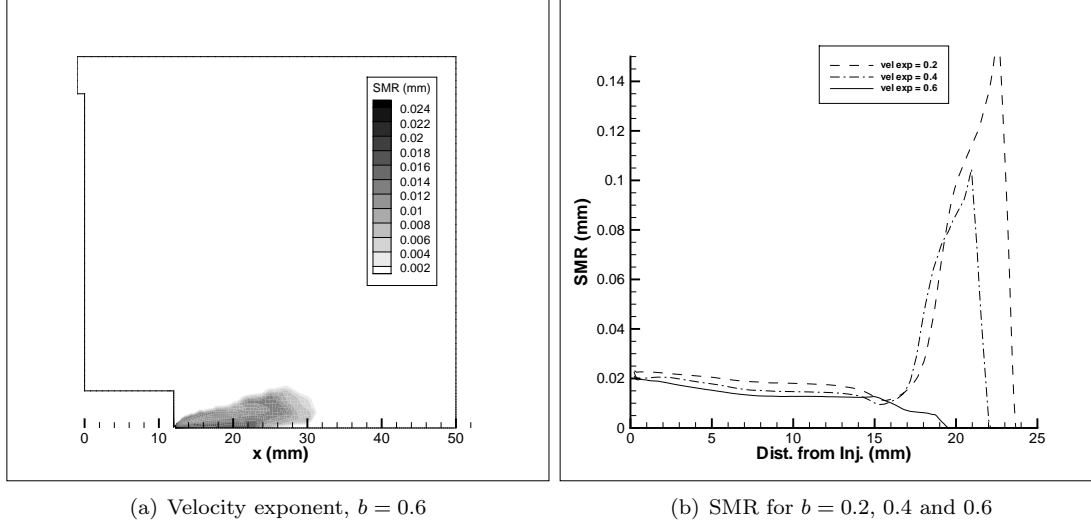 SMR (mm)
0.024
0.022
0.02
0.018
0.016
0.014
0.012
0.01
0.008
0.006
0.004
0.002
0 10 20 30 40 50
x (mm)
(a) Velocity exponent, b = 0.6
vel exp = 0.2
vel exp = 0.4
vel exp = 0.6
SMR (mm)
0.14
0.12
0.1
0.08
0.06
0.04
0.02
0
0 5 10 15 20 25
Dist. from Inj. (mm)
(b) SMR for b = 0.2, 0.4 and 0.6